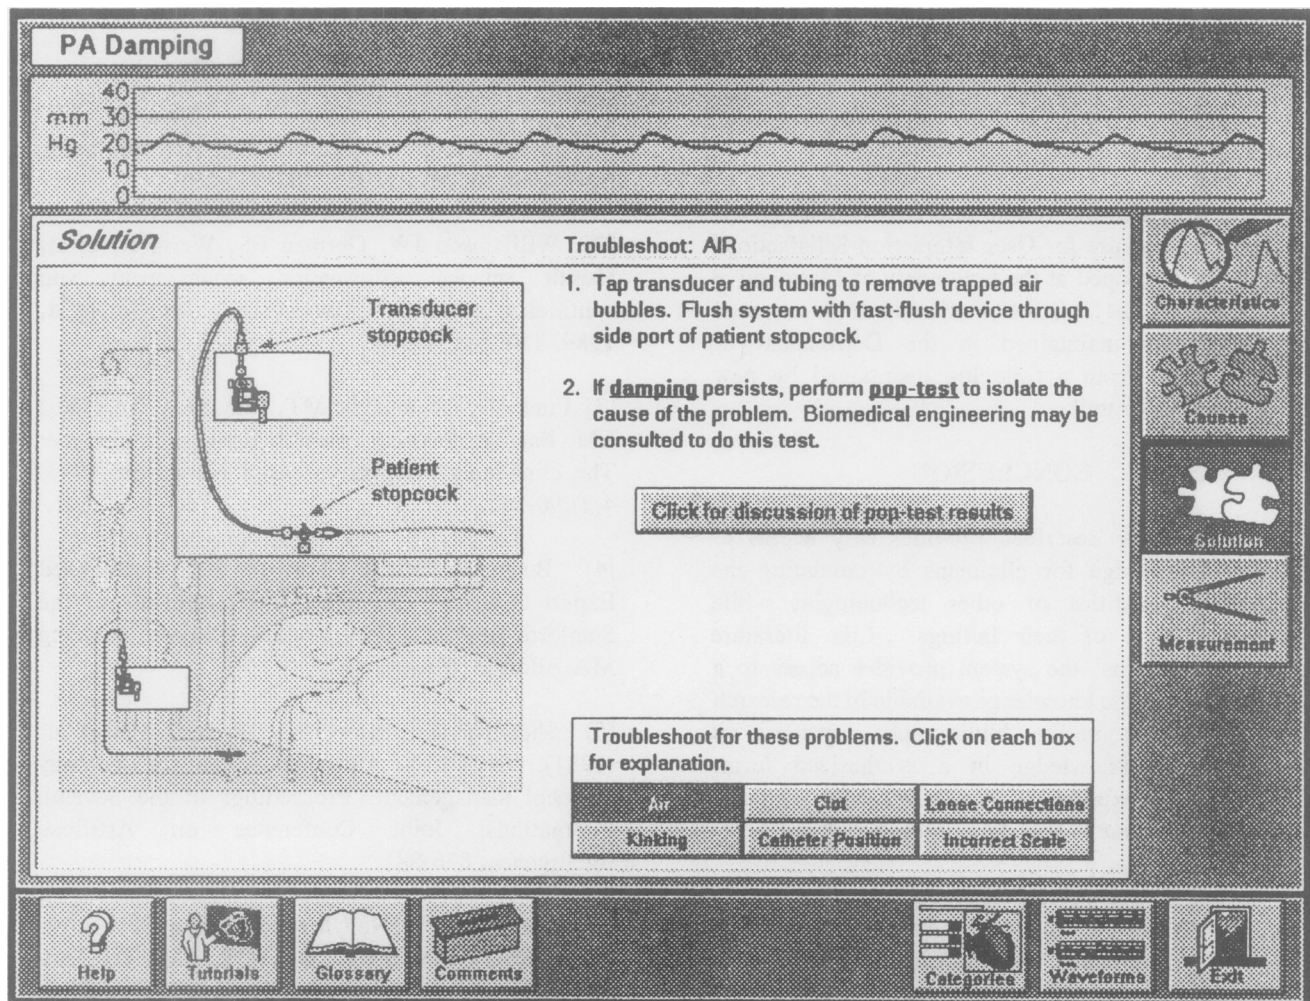 PA Damping
40
mm 30
Hg 20
10
0
Solution
Troubleshoot: AIR
Transducer
stopcock
Patient
stopcock
1. Tap transducer and tubing to remove trapped air
bubbles. Flush system with fast-flush device through
side port of patient stopcock.
2. If damping persists, perform pop-test to isolate the
cause of the problem. Biomedical engineering may be
consulted to do this test.
Click for discussion of pop-test results
Troubleshoot for these problems. Click on each box
for explanation.
Air Clot Loose Connections
Kinking Catheter Position Incorrect Scale
Characteristics
Causes
Solution
Measurement
Help Tutorials Glossary Comments Categories Waveforms Exit